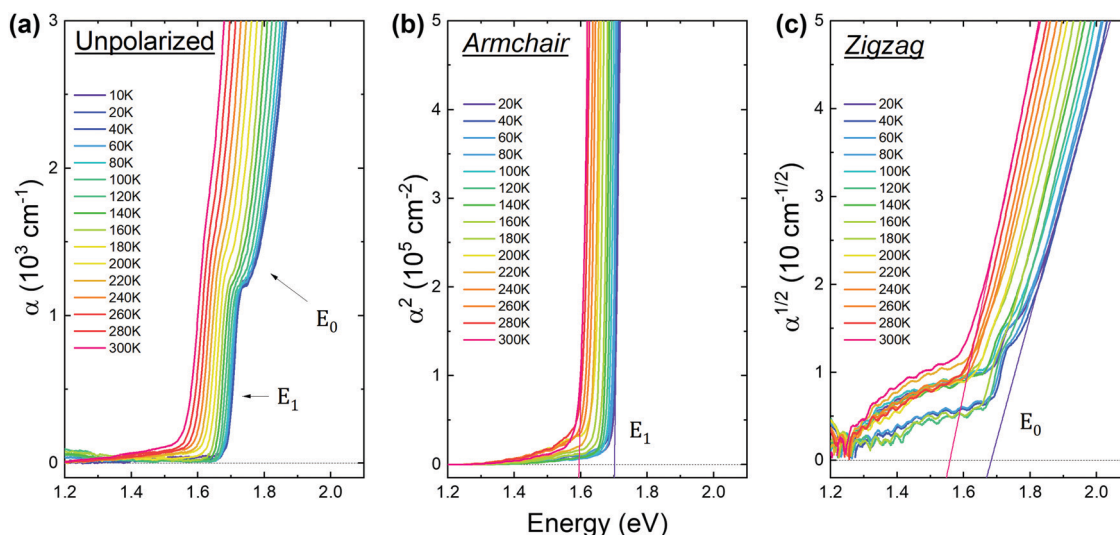 (a)
Unpolarized
10K
20K
40K
60K
80K
100K
120K
140K
160K
180K
200K
220K
240K
260K
280K
300K
E0
E1
α (10³ cm⁻¹)
3
2
1
0
1.2
1.4
1.6
1.8
2.0
(b)
Armchair
20K
40K
60K
80K
100K
120K
140K
160K
180K
200K
220K
240K
260K
280K
300K
E1
α² (10⁵ cm⁻²)
5
4
3
2
1
0
1.2
1.4
1.6
1.8
2.0
Energy (eV)
(c)
Zigzag
20K
40K
60K
80K
100K
120K
140K
160K
180K
200K
220K
240K
260K
280K
300K
E0
α^1/2 (10 cm^-1/2)
5
4
3
2
1
0
1.2
1.4
1.6
1.8
2.0